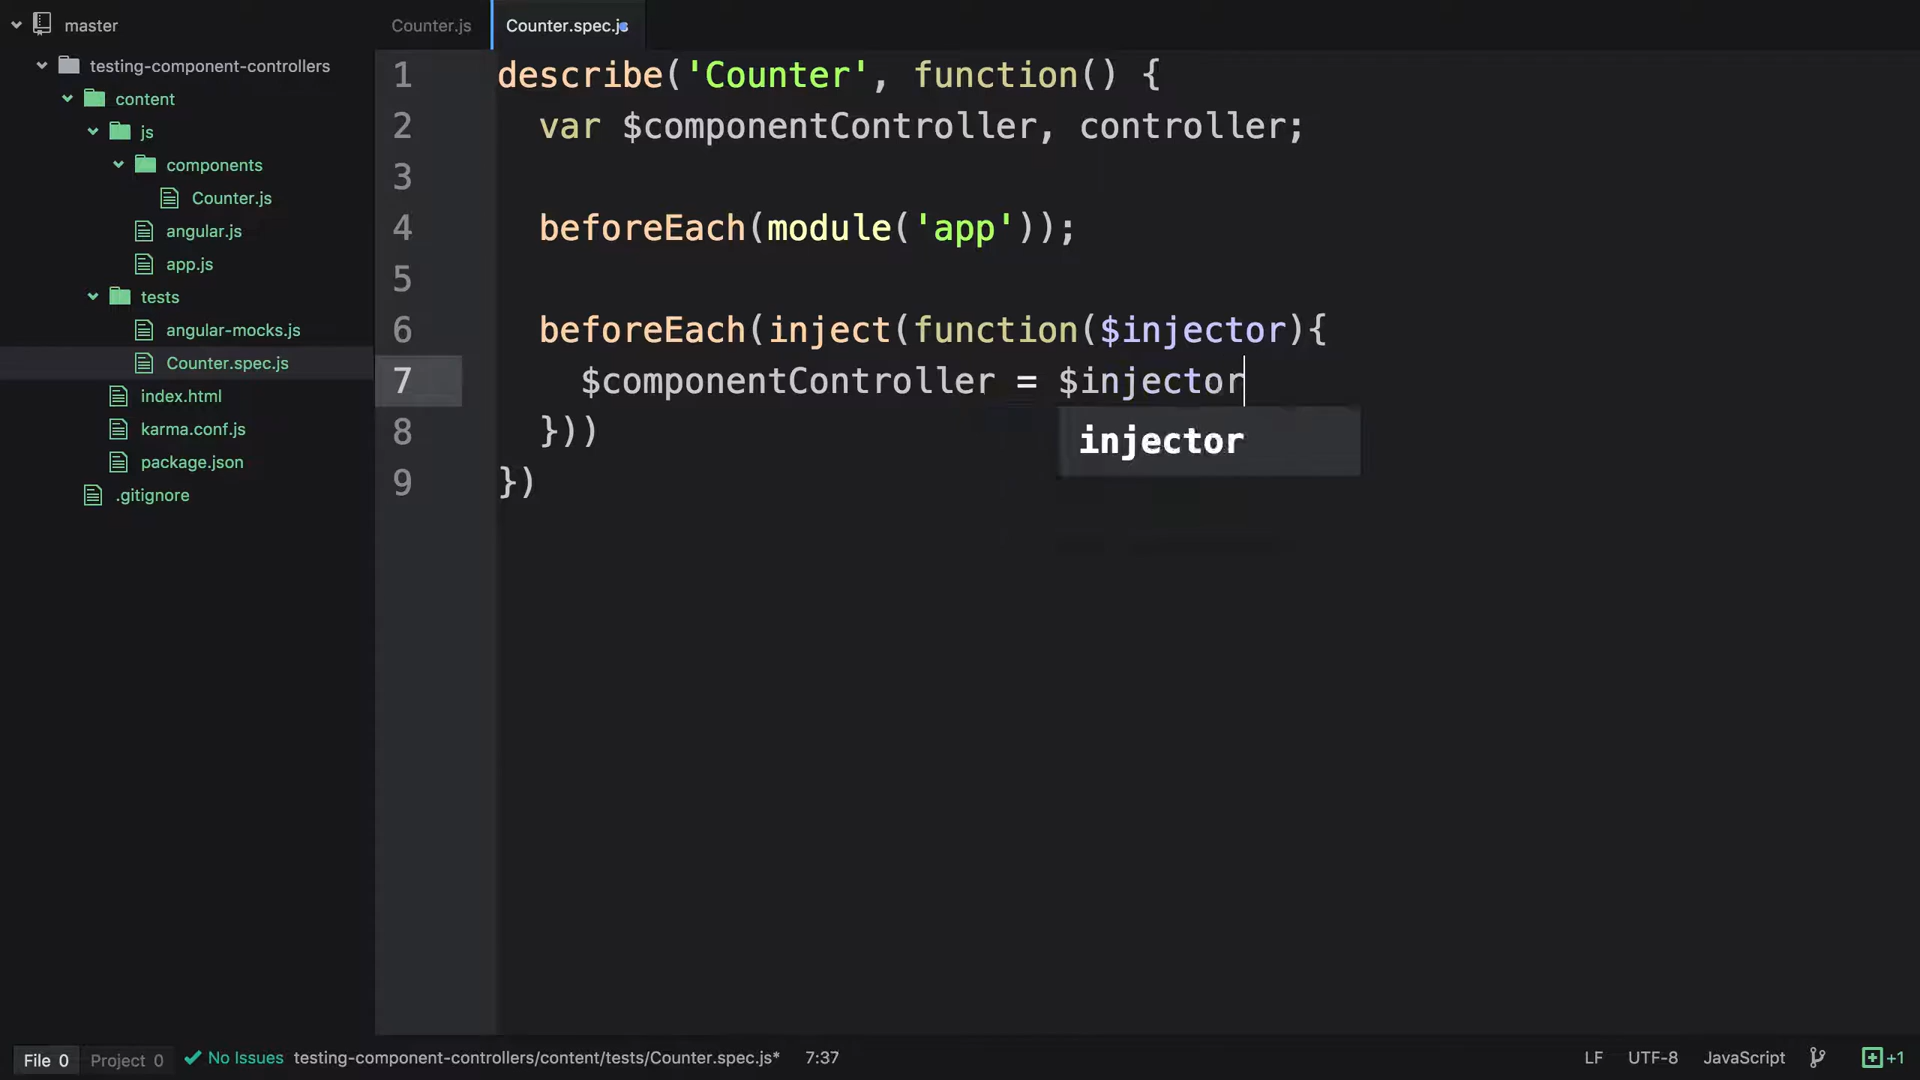 master
Counter.js
Counter.spec.js
testing-component-controllers
content
js
components
Counter.js
angular.js
app.js
tests
angular-mocks.js
Counter.spec.js
index.html
karma.conf.js
package.json
.gitignore
1 describe('Counter', function() {
2 var $componentController, controller;
3
4 beforeEach(module('app'));
5
6 beforeEach(inject(function($injector){
7 $componentController = $injector
injector
8 }))
9 })
File 0 Project 0 No Issues testing-component-controllers/content/tests/Counter.spec.js* 7:37 LF UTF-8 JavaScript +1